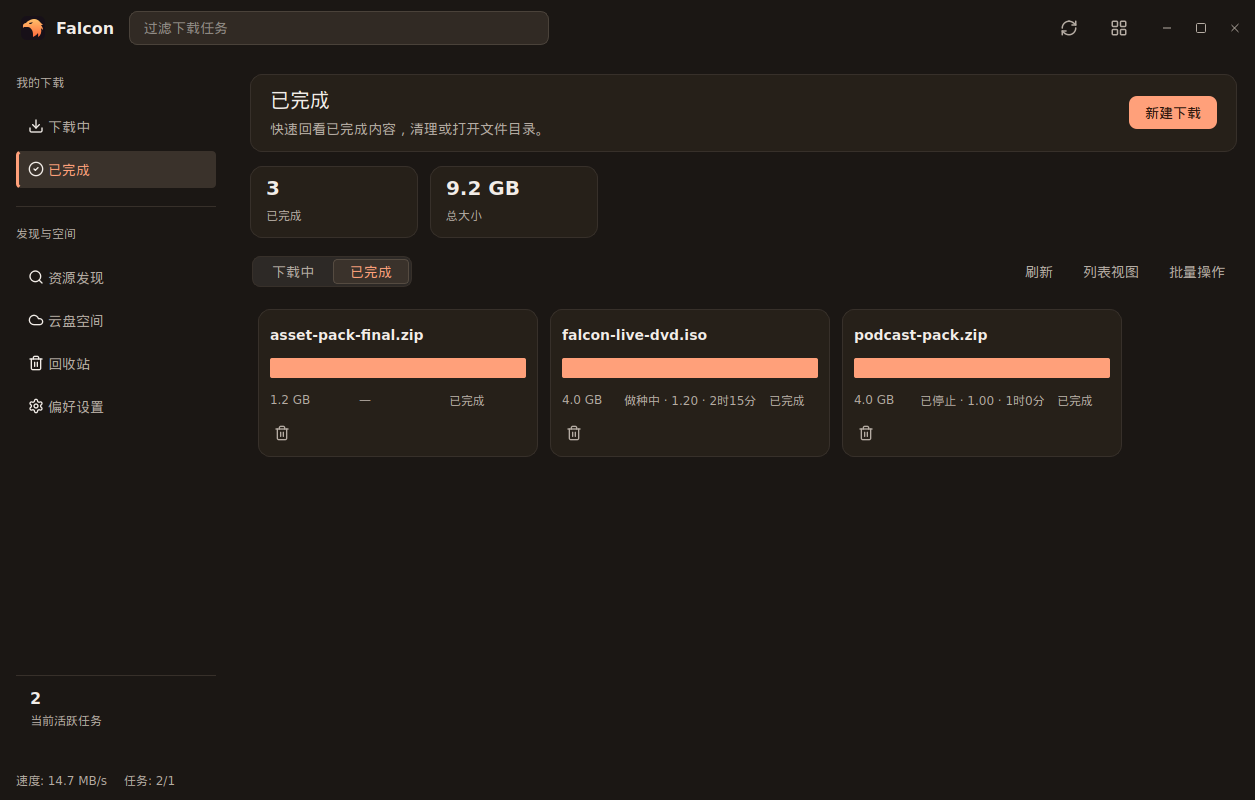 Falcon
过滤下载任务
我的下载
下载中
已完成
发现与空间
资源发现
云盘空间
回收站
偏好设置
2
当前活跃任务
速度: 14.7 MB/s 任务: 2/1
已完成
快速回看已完成内容，清理或打开文件目录。
新建下载
3
已完成
9.2 GB
总大小
下载中 已完成
刷新 列表视图 批量操作
asset-pack-final.zip
1.2 GB — 已完成
falcon-live-dvd.iso
4.0 GB 做种中 · 1.20 · 2时15分 已完成
podcast-pack.zip
4.0 GB 已停止 · 1.00 · 1时0分 已完成